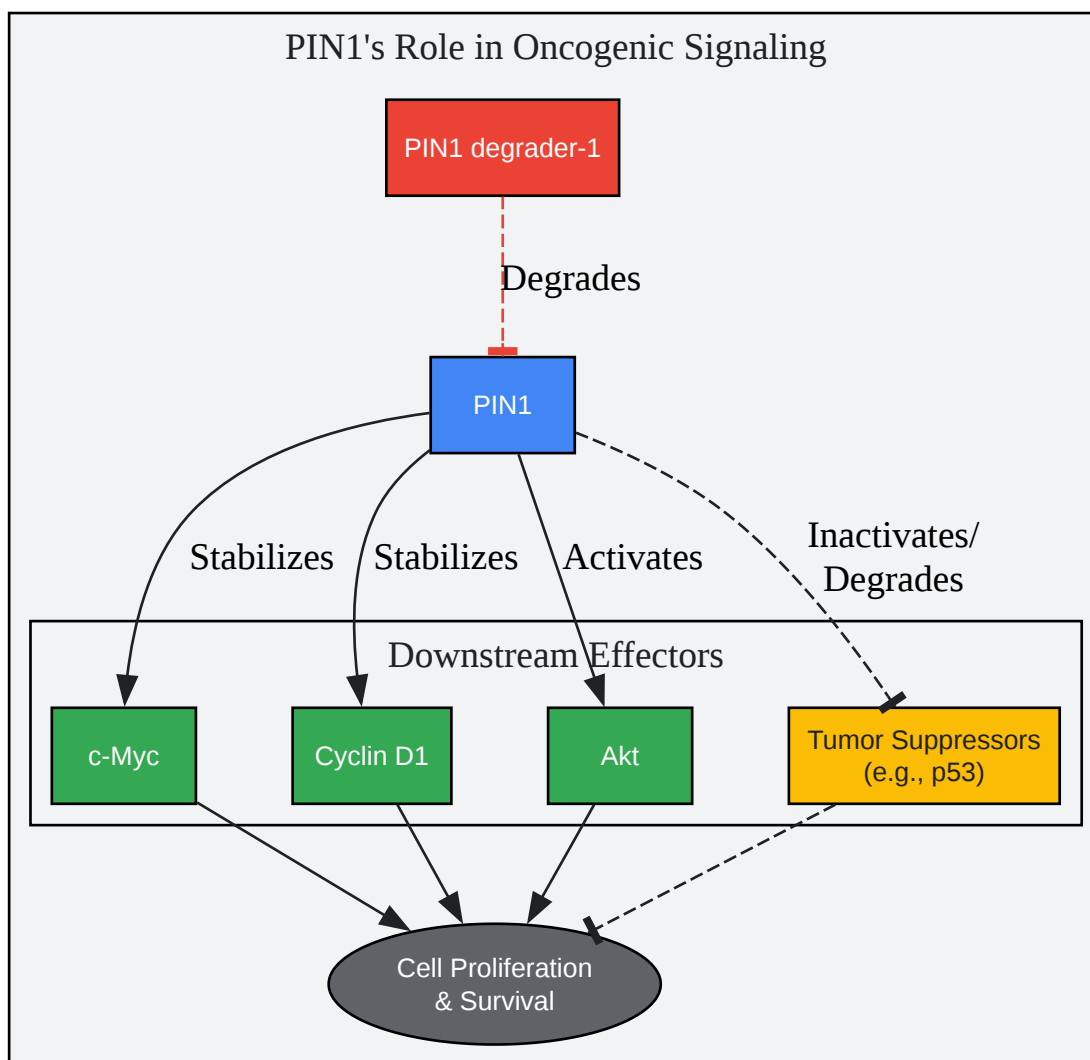 PIN1's Role in Oncogenic Signaling
PIN1 degrader-1
Degrades
PIN1
Stabilizes
Stabilizes
Activates
Inactivates/
Degrades
Downstream Effectors
c-Myc
Cyclin D1
Akt
Tumor Suppressors
(e.g., p53)
Cell Proliferation
& Survival